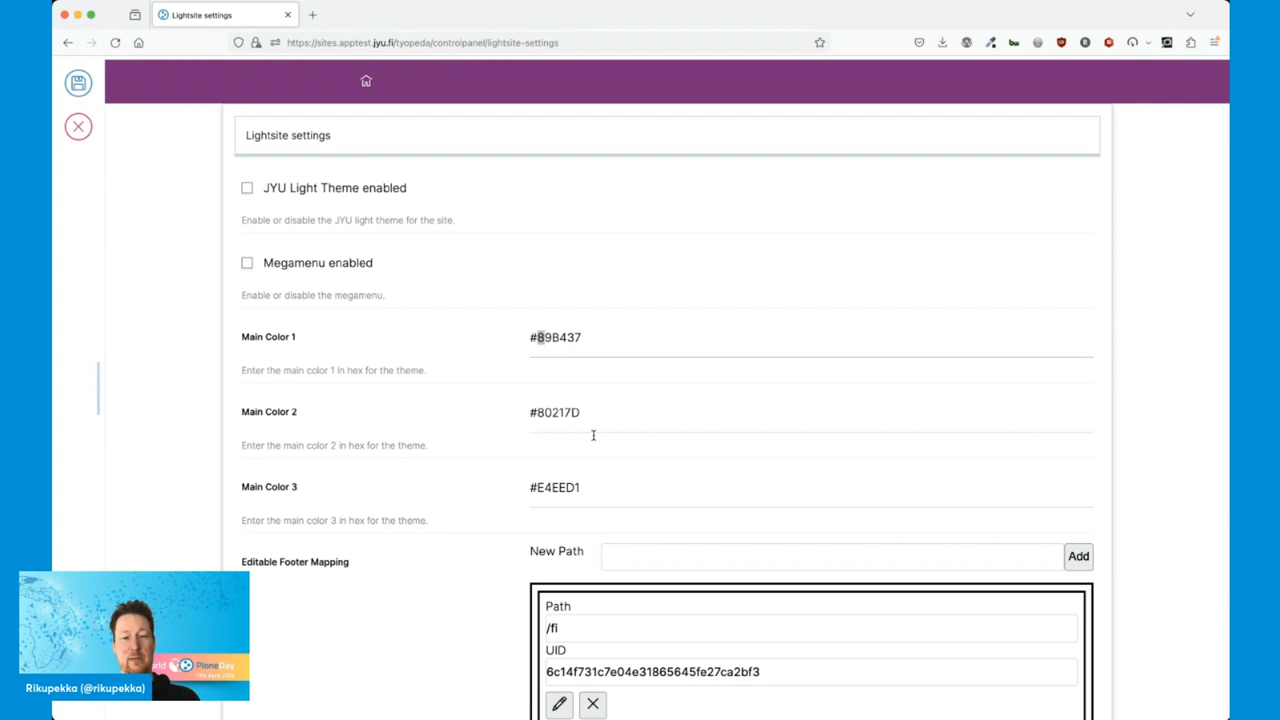 Lightsite settings
https://sites.apptest.jyu.fi/tyopeda/controlpanel/lightsite-settings
Lightsite settings
JYU Light Theme enabled
Enable or disable the JYU light theme for the site.
Megamenu enabled
Enable or disable the megamenu.
Main Color 1
#89B437
Enter the main color 1 in hex for the theme.
Main Color 2
#80217D
Enter the main color 2 in hex for the theme.
Main Color 3
#E4EED1
Enter the main color 3 in hex for the theme.
Editable Footer Mapping
New Path
Add
Path
/fi
UID
6c14f731c7e04e31865645fe27ca2bf3
PloneDay
Rikupekka (@rikupekka)